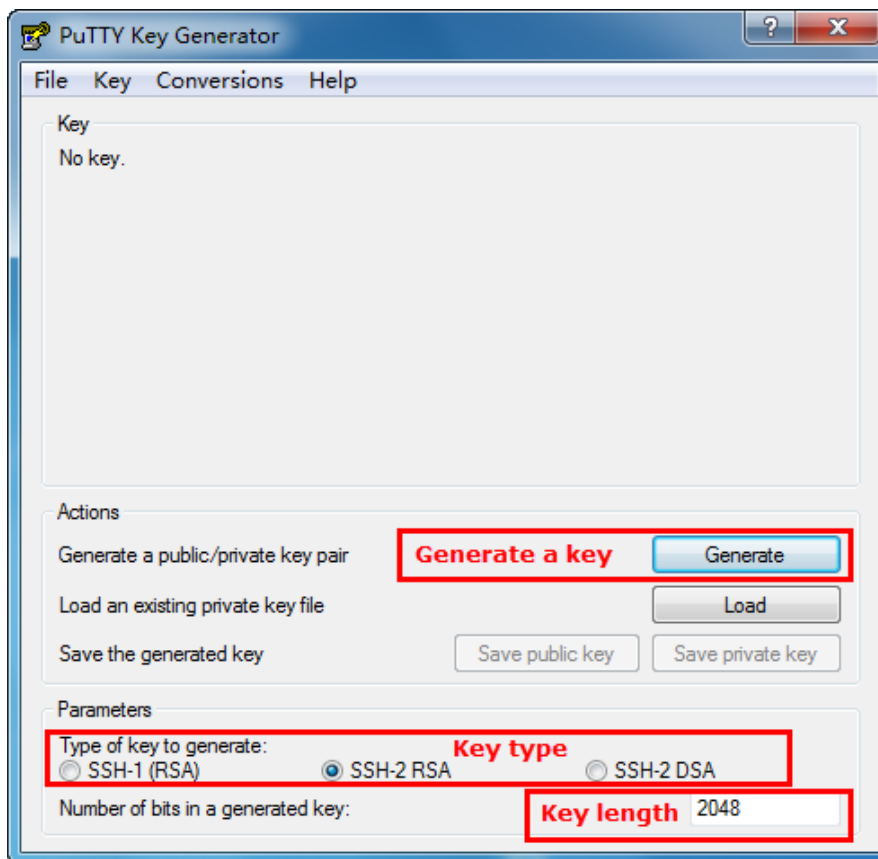 PuTTY Key Generator
File Key Conversions Help
Key
No key.
Actions
Generate a public/private key pair Generate a key Generate
Load an existing private key file Load
Save the generated key Save public key Save private key
Parameters
Type of key to generate: Key type
SSH-1 (RSA) SSH-2 RSA SSH-2 DSA
Number of bits in a generated key: Key length 2048